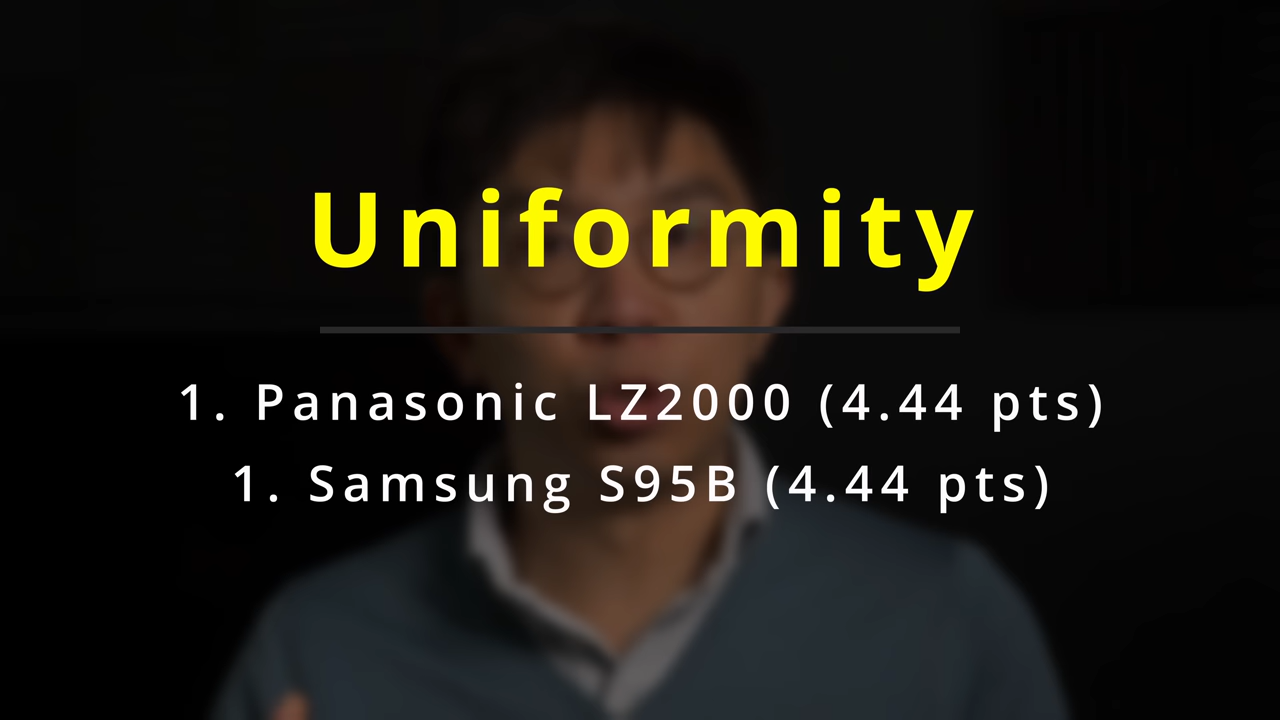 Uniformity
1. Panasonic LZ2000 (4.44 pts)
1. Samsung S95B (4.44 pts)